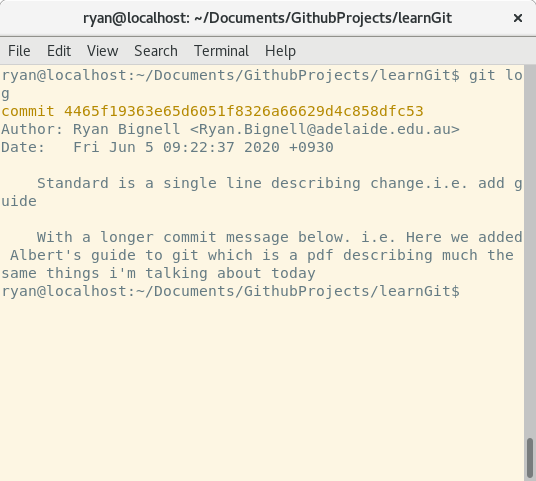 ryan@localhost: ~/Documents/GithubProjects/learnGit ×
File Edit View Search Terminal Help
ryan@localhost:~/Documents/GithubProjects/learnGit$ git lo
g
commit 4465f19363e65d6051f8326a66629d4c858dfc53
Author: Ryan Bignell <Ryan.Bignell@adelaide.edu.au>
Date:   Fri Jun 5 09:22:37 2020 +0930

    Standard is a single line describing change.i.e. add g
uide

    With a longer commit message below. i.e. Here we added
 Albert's guide to git which is a pdf describing much the
same things i'm talking about today
ryan@localhost:~/Documents/GithubProjects/learnGit$